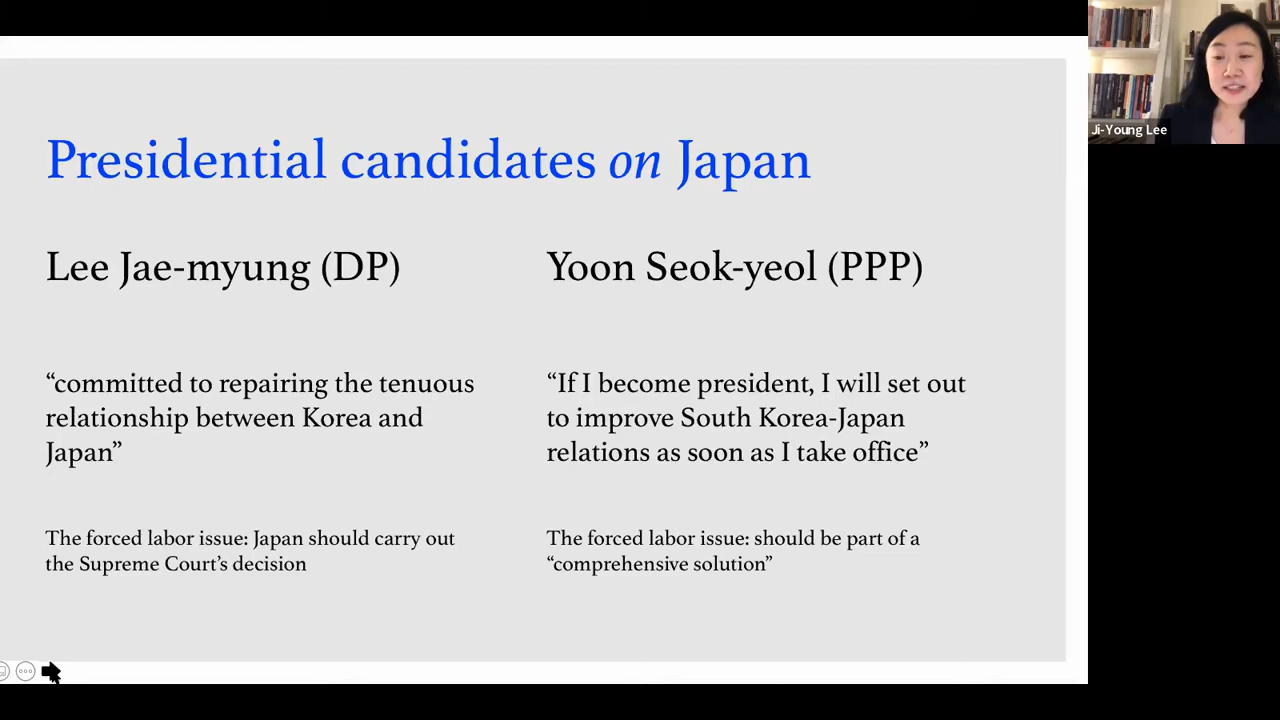 Presidential candidates on Japan
Lee Jae-myung (DP)
“committed to repairing the tenuous
relationship between Korea and
Japan”
The forced labor issue: Japan should carry out
the Supreme Court’s decision
Yoon Seok-yeol (PPP)
“If I become president, I will set out
to improve South Korea-Japan
relations as soon as I take office”
The forced labor issue: should be part of a
“comprehensive solution”
Ji-Young Lee